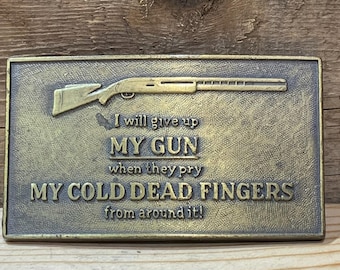 I will give up
MY GUN
when they pry
MY COLD DEAD FINGERS
from around it!